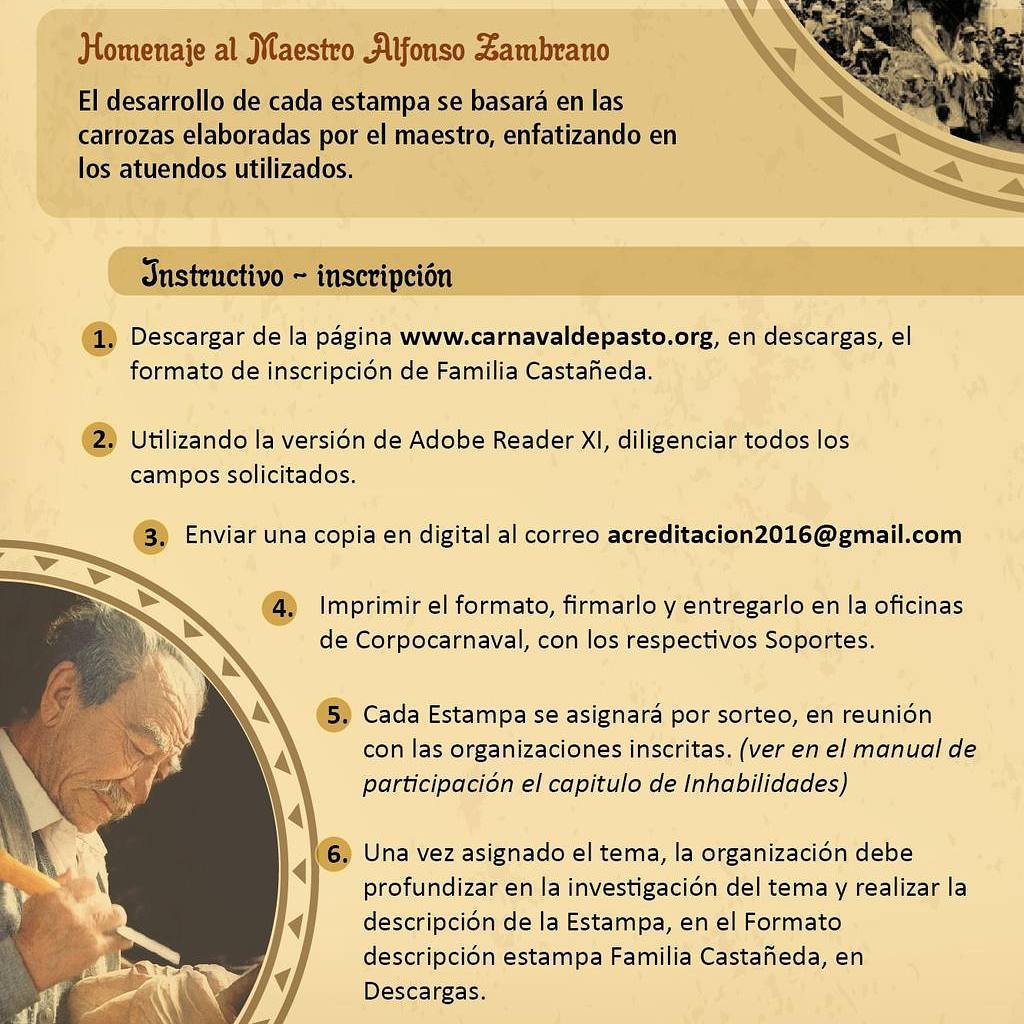 Homenaje al Maestro Alfonso Zambrano
El desarrollo de cada estampa se basará en las
carrozas elaboradas por el maestro, enfatizando en
los atuendos utilizados.
Instructivo ~ inscripción
1. Descargar de la página www.carnavaldepasto.org, en descargas, el
formato de inscripción de Familia Castañeda.
2. Utilizando la versión de Adobe Reader XI, diligenciar todos los
campos solicitados.
3. Enviar una copia en digital al correo acreditacion2016@gmail.com
4. Imprimir el formato, firmarlo y entregarlo en la oficinas
de Corpocarnaval, con los respectivos Soportes.
5. Cada Estampa se asignará por sorteo, en reunión
con las organizaciones inscritas. (ver en el manual de
participación el capitulo de Inhabilidades)
6. Una vez asignado el tema, la organización debe
profundizar en la investigación del tema y realizar la
descripción de la Estampa, en el Formato
descripción estampa Familia Castañeda, en
Descargas.